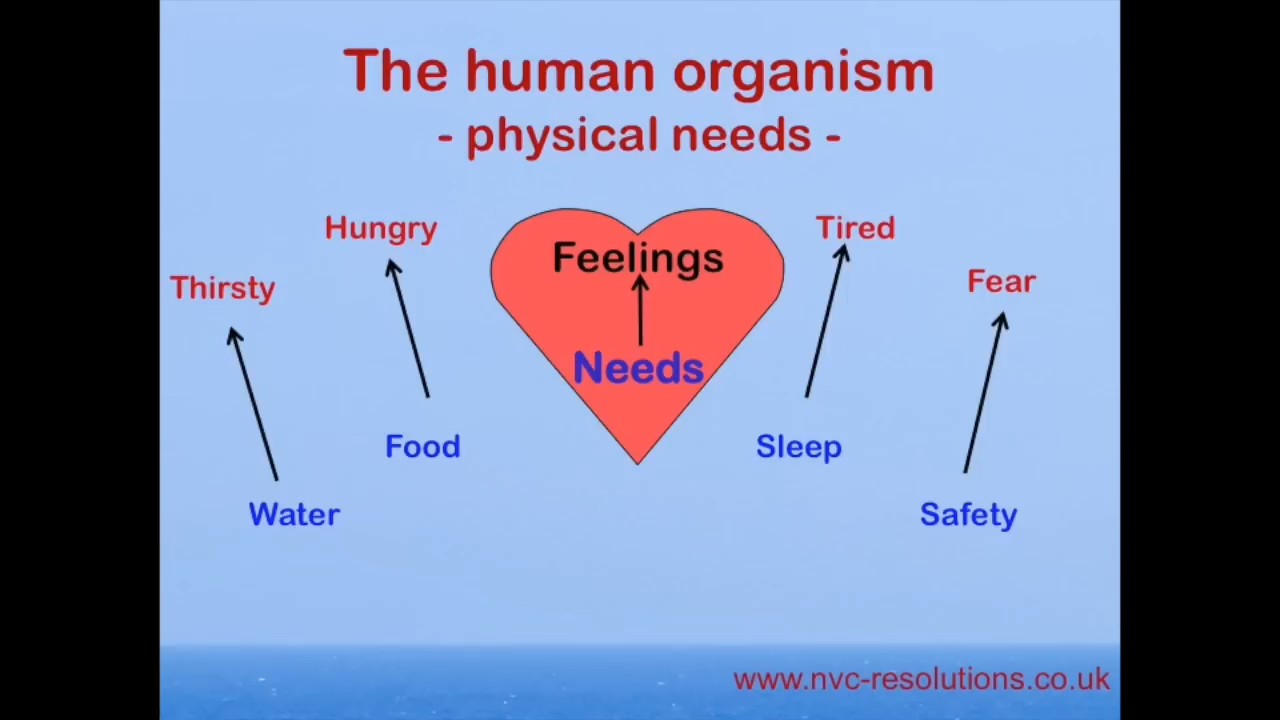 The human organism
- physical needs -
Hungry
Tired
Feelings
Thirsty
Fear
Needs
Food
Sleep
Water
Safety
www.nvc-resolutions.co.uk